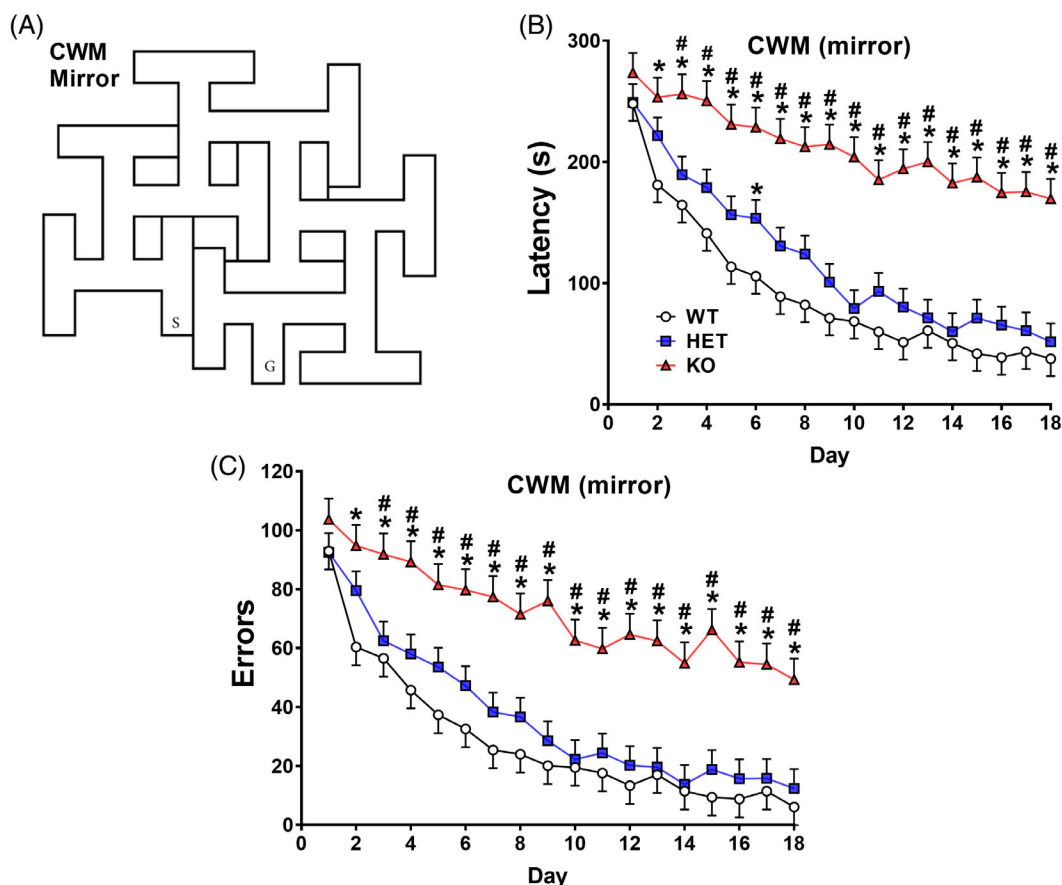 (A)
CWM
Mirror
S
G
(B)
CWM (mirror)
Latency (s)
300
200
100
0
* # * # * # * # * # * # * # * # * # * # * # * # * # * # * # * # *
*
WT
HET
KO
2 4 6 8 10 12 14 16 18
Day
(C)
CWM (mirror)
Errors
120
100
80
60
40
20
0
* # * # * # * # * # * # * # * # * # * # * # * # * # * # * # * # *
0 2 4 6 8 10 12 14 16 18
Day